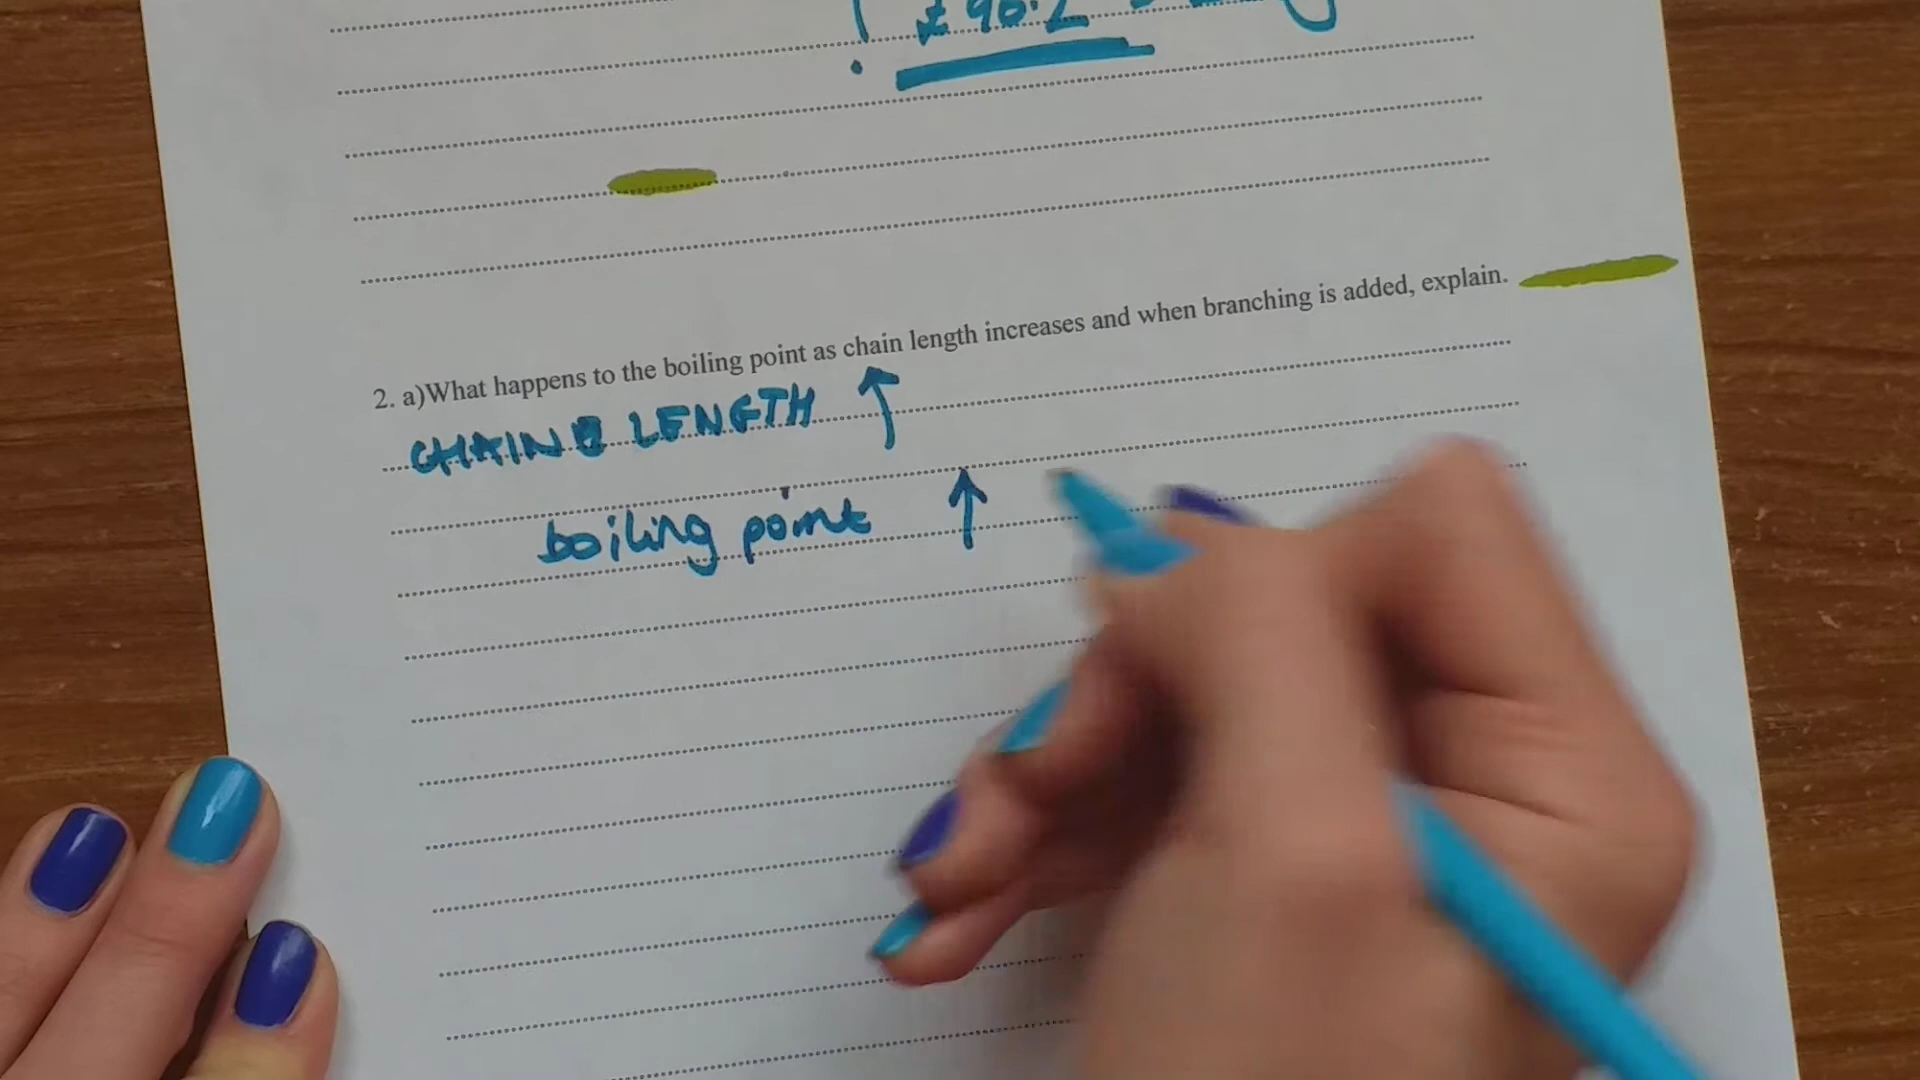 2. a)What happens to the boiling point as chain length increases and when branching is added, explain.
CHAIN LENGTH ↑
boiling point ↑